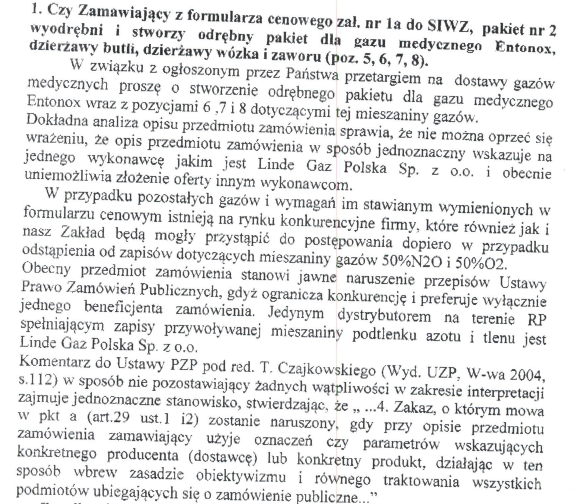 1. Czy Zamawiający z formularza cenowego zał. nr 1a do SIWZ, pakiet nr 2
wyodrębni i stworzy odrębny pakiet dla gazu medycznego Entonox,
dzierżawy butli, dzierżawy wózka i zaworu (poz. 5, 6, 7, 8).
W związku z ogłoszonym przez Państwa przetargiem na dostawy gazów
medycznych proszę o stworzenie odrębnego pakietu dla gazu medycznego
Entonox wraz z pozycjami 6 ,7 i 8 dotyczącymi tej mieszaniny gazów.
Dokładna analiza opisu przedmiotu zamówienia sprawia, że nie można oprzeć się
wrażeniu, że opis przedmiotu zamówienia w sposób jednoznaczny wskazuje na
jednego wykonawcę jakim jest Linde Gaz Polska Sp. z o.o. i obecnie
uniemożliwia złożenie oferty innym wykonawcom.
W przypadku pozostałych gazów i wymagań im stawianym wymienionych w
formularzu cenowym istnieją na rynku konkurencyjne firmy, które również jak i
nasz Zakład będą mogły przystąpić do postępowania dopiero w przypadku
odstąpienia od zapisów dotyczących mieszaniny gazów 50%N2O i 50%O2.
Obecny przedmiot zamówienia stanowi jawne naruszenie przepisów Ustawy
Prawo Zamówień Publicznych, gdyż ogranicza konkurencję i preferuje wyłącznie
jednego beneficjenta zamówienia. Jedynym dystrybutorem na terenie RP
spełniającym zapisy przywoływanej mieszaniny podtlenku azotu i tlenu jest
Linde Gaz Polska Sp. z o.o.
Komentarz do Ustawy PZP pod red. T. Czajkowskiego (Wyd. UZP, W-wa 2004,
s.112) w sposób nie pozostawiający żadnych wątpliwości w zakresie interpretacji
zajmuje jednoznaczne stanowisko, stwierdzając, że „ ...4. Zakaz, o którym mowa
w pkt a (art.29 ust.1 i2) zostanie naruszony, gdy przy opisie przedmiotu
zamówienia zamawiający użyje oznaczeń czy parametrów wskazujących
konkretnego producenta (dostawcę) lub konkretny produkt, działając w ten
sposób wbrew zasadzie obiektywizmu i równego traktowania wszystkich
podmiotów ubiegających się o zamówienie publiczne...”